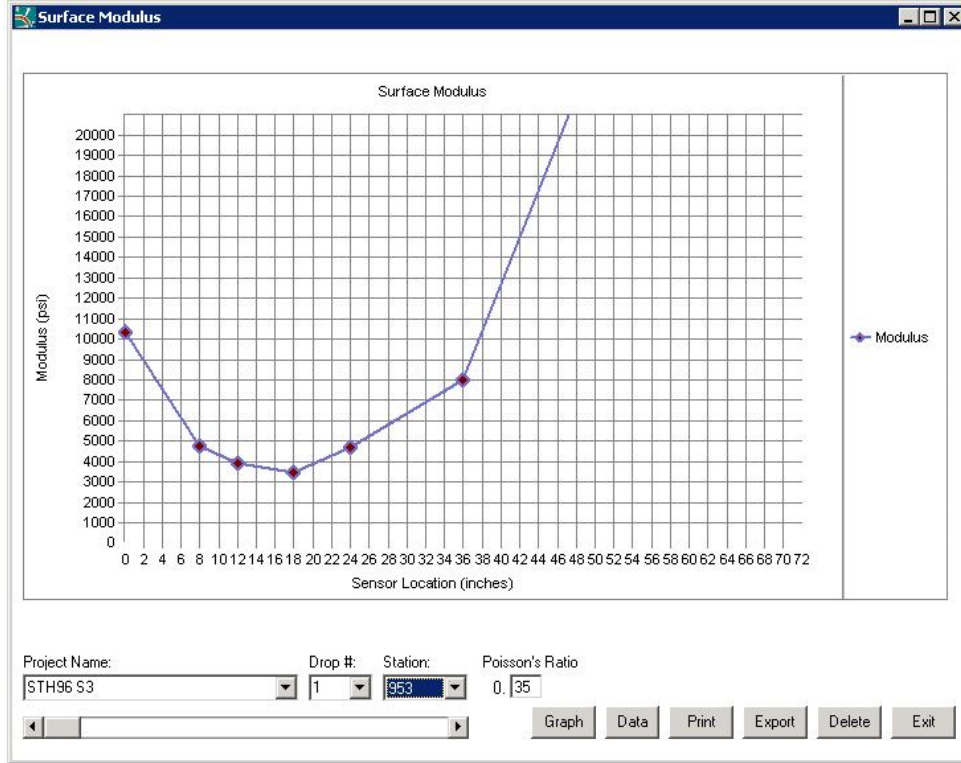 Surface Modulus
Surface Modulus
20000
19000
18000
17000
16000
15000
14000
13000
12000
11000
10000
9000
8000
7000
6000
5000
4000
3000
2000
1000
0
Modulus (psi)
Modulus
0 2 4 6 8 10 12 14 16 18 20 22 24 26 28 30 32 34 36 38 40 42 44 46 48 50 52 54 56 58 60 62 64 66 68 70 72
Sensor Location (inches)
Project Name: Drop #: Station: Poisson's Ratio
STH96 S3 1 953 0. 35
Graph Data Print Export Delete Exit